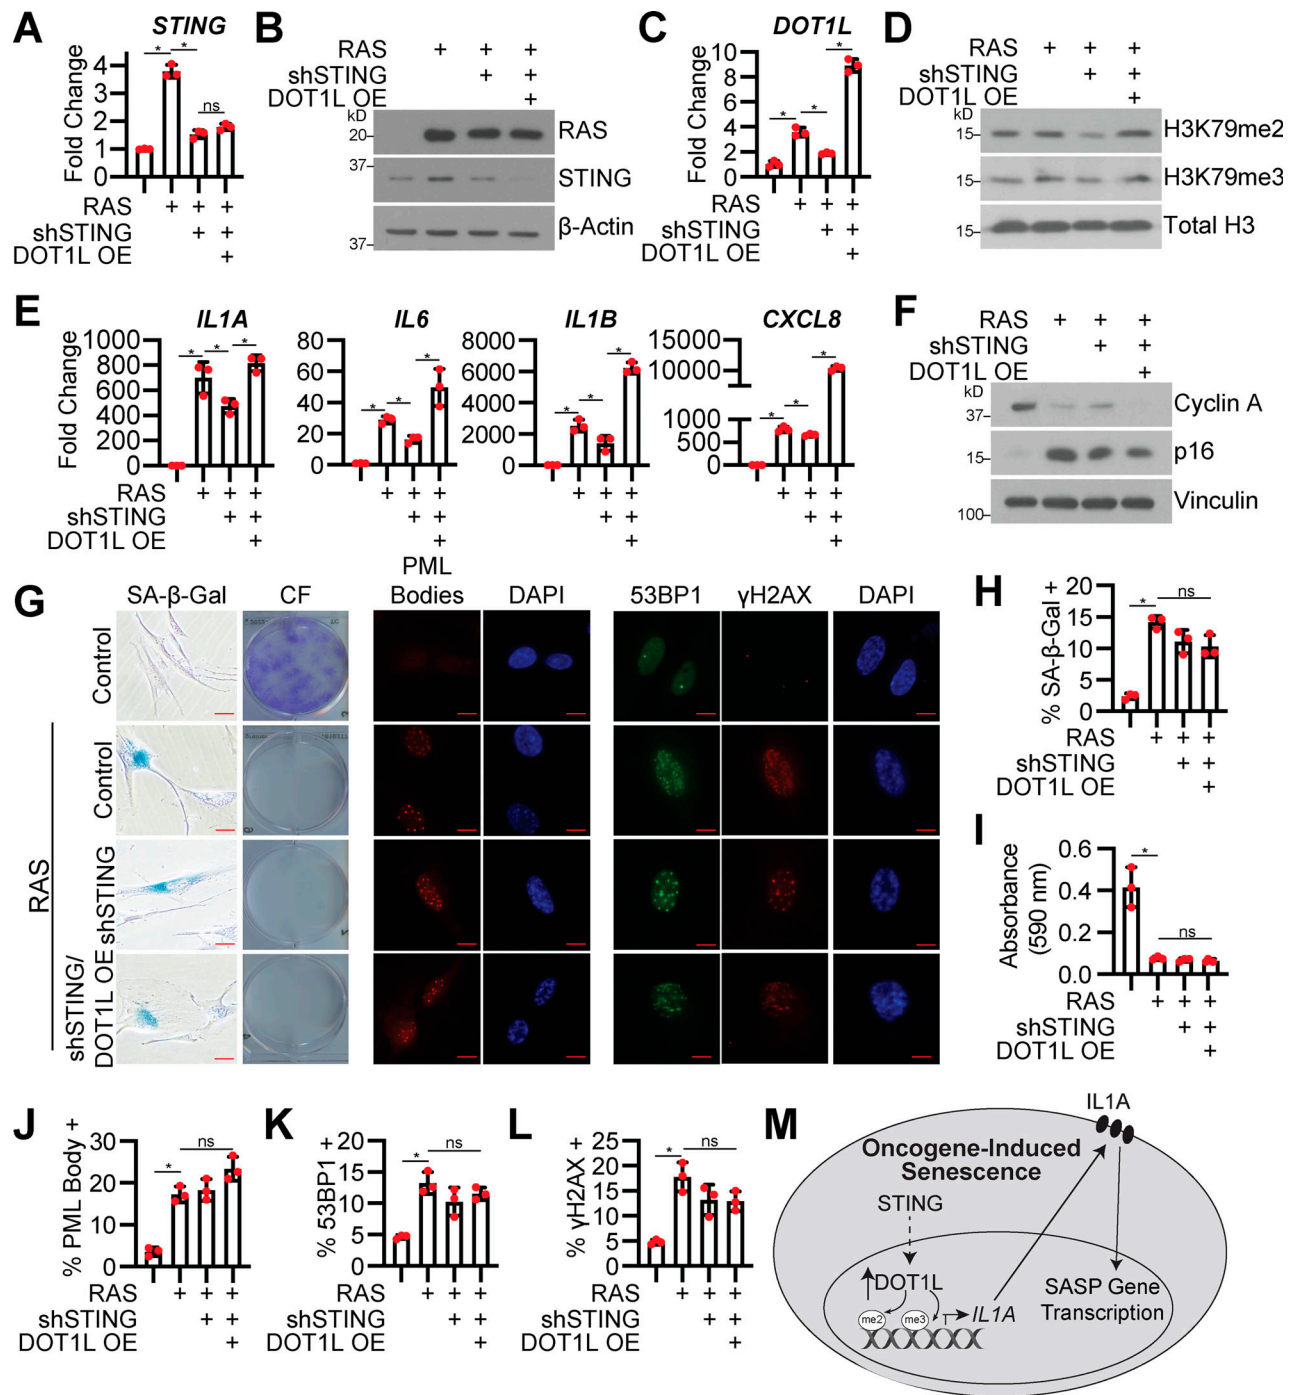 A
STING
Fold Change
4
3
2
1
0
* *
ns
RAS + + +
shSTING + +
DOT1L OE +
B
RAS + + +
shSTING + +
DOT1L OE +
kD
20
RAS
37
STING
β-Actin
37
C
DOT1L
Fold Change
10
8
6
4
2
0
* * *
RAS + + +
shSTING + +
DOT1L OE +
D
RAS + + +
shSTING + +
DOT1L OE +
kD
15
H3K79me2
15
H3K79me3
15
Total H3
E
Fold Change
IL1A
1000
800
600
400
200
0
* * *
IL6
80
60
40
20
0
* * *
IL1B
8000
6000
4000
2000
0
* * *
CXCL8
15000
10000
1000
500
0
* * *
RAS + + + + + + + + + + + +
shSTING + + + + + + + +
DOT1L OE + + + +
F
RAS + + +
shSTING + +
DOT1L OE +
kD
37
Cyclin A
15
p16
100
Vinculin
G
SA-β-Gal
CF
PML
Bodies
DAPI
53BP1
γH2AX
DAPI
Control
Control
shSTING
shSTING/
DOT1L OE
RAS
H
% SA-β-Gal +
20
15
10
5
0
* ns
RAS + + +
shSTING + +
DOT1L OE +
I
Absorbance
(590 nm)
0.6
0.4
0.2
0.0
* ns
RAS + + +
shSTING + +
DOT1L OE +
J
% PML Body +
30
20
10
0
* ns
RAS + + +
shSTING + +
DOT1L OE +
K
% 53BP1 +
20
15
10
5
0
* ns
RAS + + +
shSTING + +
DOT1L OE +
L
% γH2AX +
25
20
15
10
5
0
* ns
RAS + + +
shSTING + +
DOT1L OE +
M
IL1A
Oncogene-Induced
Senescence
STING
DOT1L
me2
me3
IL1A
SASP Gene
Transcription